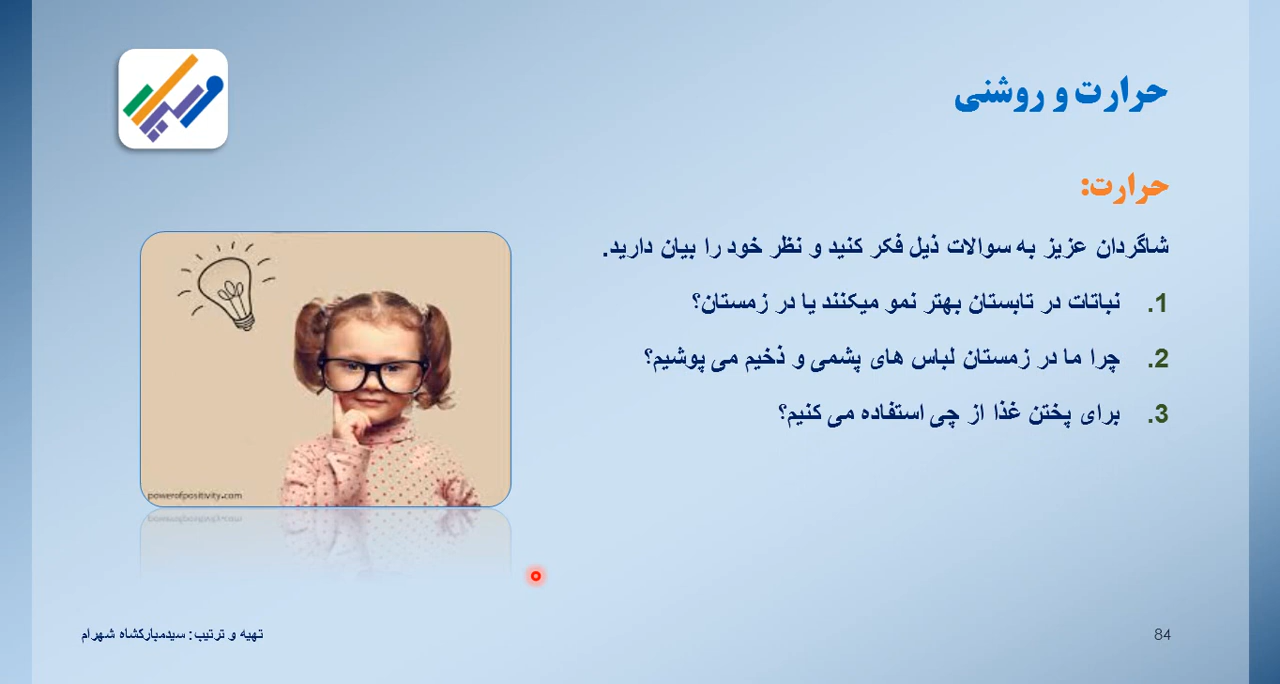 حرارت و روشنی
حرارت:
شاگردان عزیز به سوالات ذیل فکر کنید و نظر خود را بیان دارید.
1. نباتات در تابستان بهتر نمو میکنند یا در زمستان؟
2. چرا ما در زمستان لباس های پشمی و ذخیم می پوشیم؟
3. برای پختن غذا از چی استفاده می کنیم؟
powerofpositivity.com
تهیه و ترتیب: سیدمبارکشاه شهرام
84